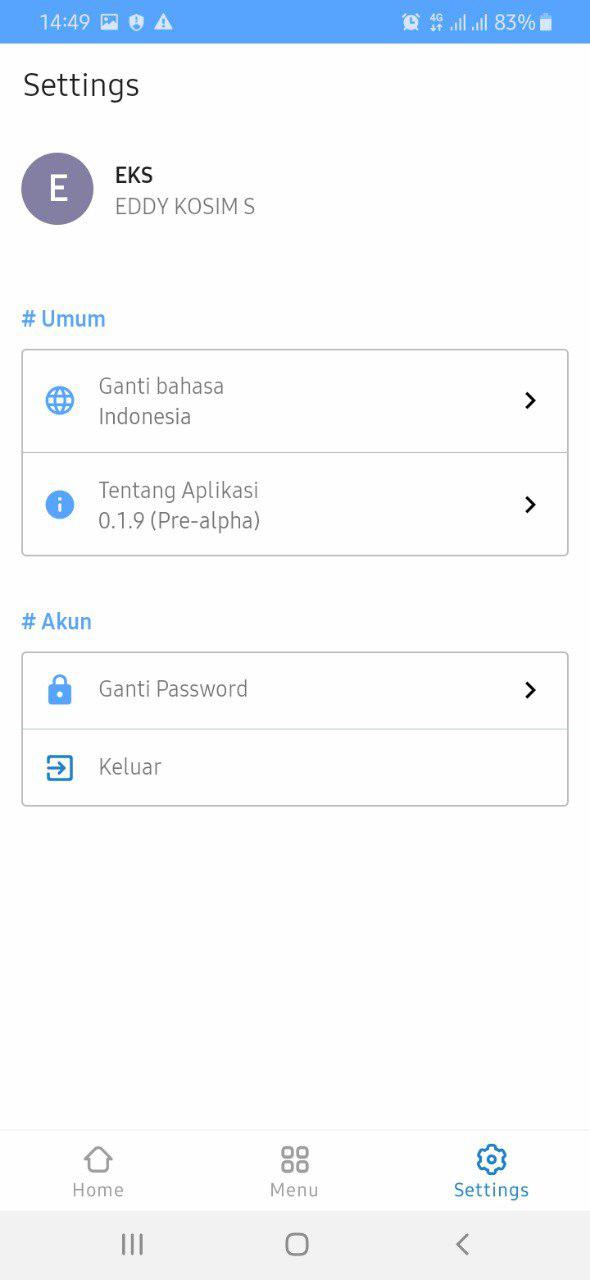 14:49 4G 83%
Settings
E
EKS
EDDY KOSIM S
# Umum
Ganti bahasa
Indonesia
Tentang Aplikasi
0.1.9 (Pre-alpha)
# Akun
Ganti Password
Keluar
Home Menu Settings